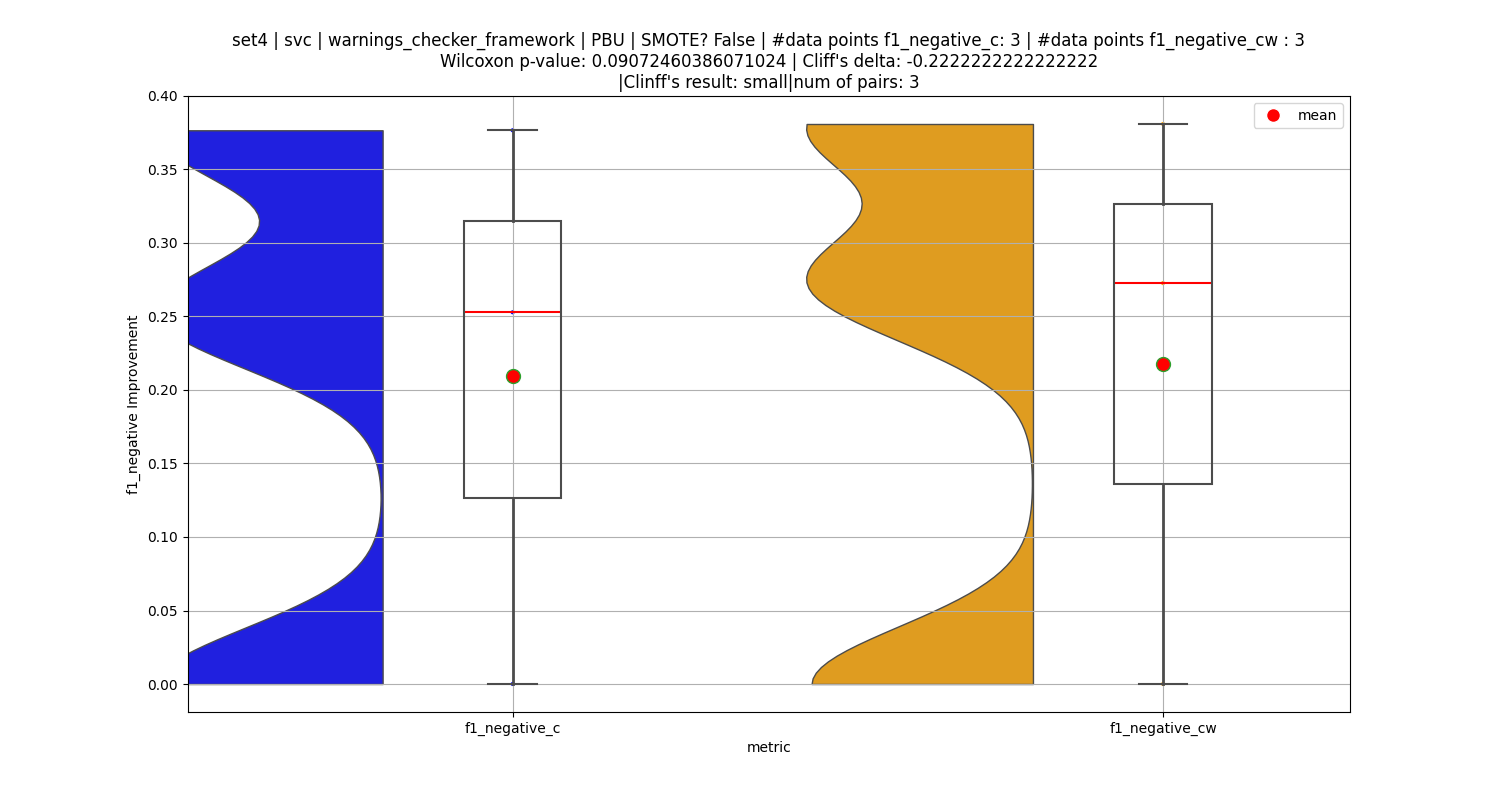 set4 | svc | warnings_checker_framework | PBU | SMOTE? False | #data points f1_negative_c: 3 | #data points f1_negative_cw : 3
Wilcoxon p-value: 0.09072460386071024 | Cliff's delta: -0.2222222222222222
|Clinff's result: small|num of pairs: 3
mean
0.40
0.35
0.30
0.25
0.20
0.15
0.10
0.05
0.00
f1_negative Improvement
f1_negative_c
f1_negative_cw
metric